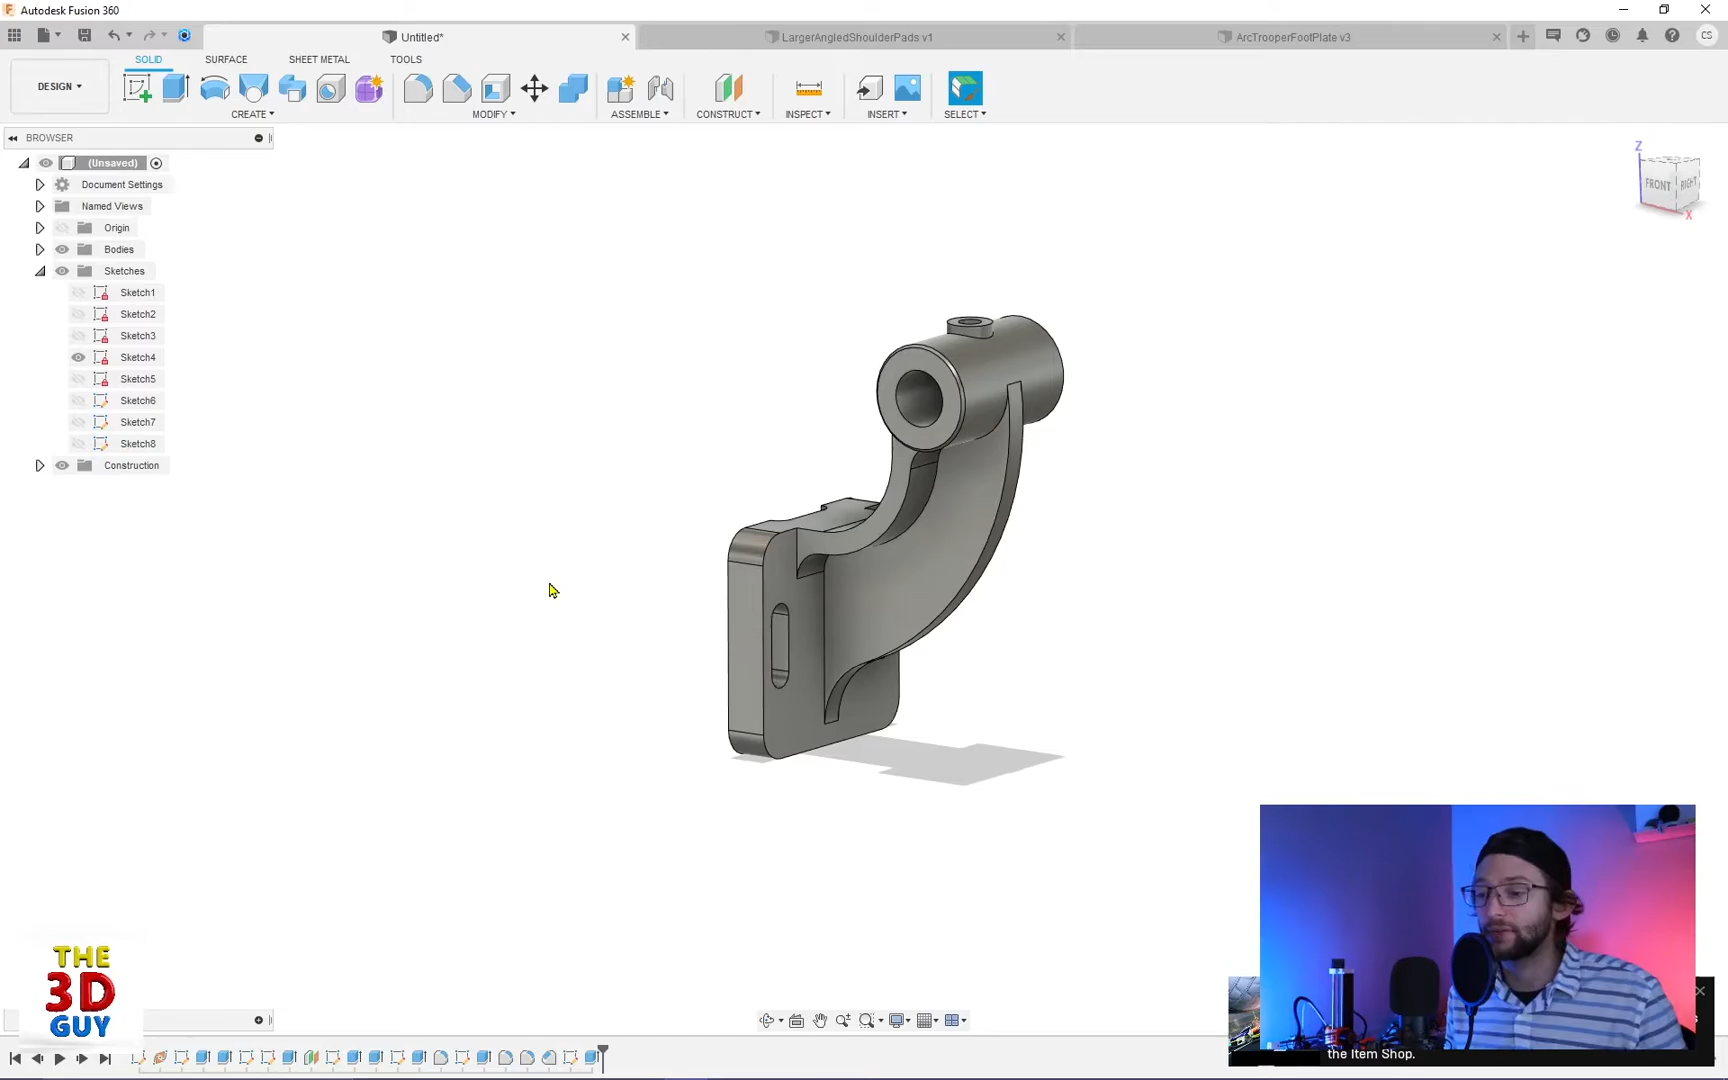 Autodesk Fusion 360
Untitled*
LargerAngledShoulderPads v1
ArcTrooperFootPlate v3
CS
SOLID
SURFACE
SHEET METAL
TOOLS
DESIGN
CREATE
MODIFY
ASSEMBLE
CONSTRUCT
INSPECT
INSERT
SELECT
BROWSER
(Unsaved)
Document Settings
Named Views
Origin
Bodies
Sketches
Sketch1
Sketch2
Sketch3
Sketch4
Sketch5
Sketch6
Sketch7
Sketch8
Construction
Z
FRONT
RIGHT
X
THE
3D
GUY
the Item Shop.